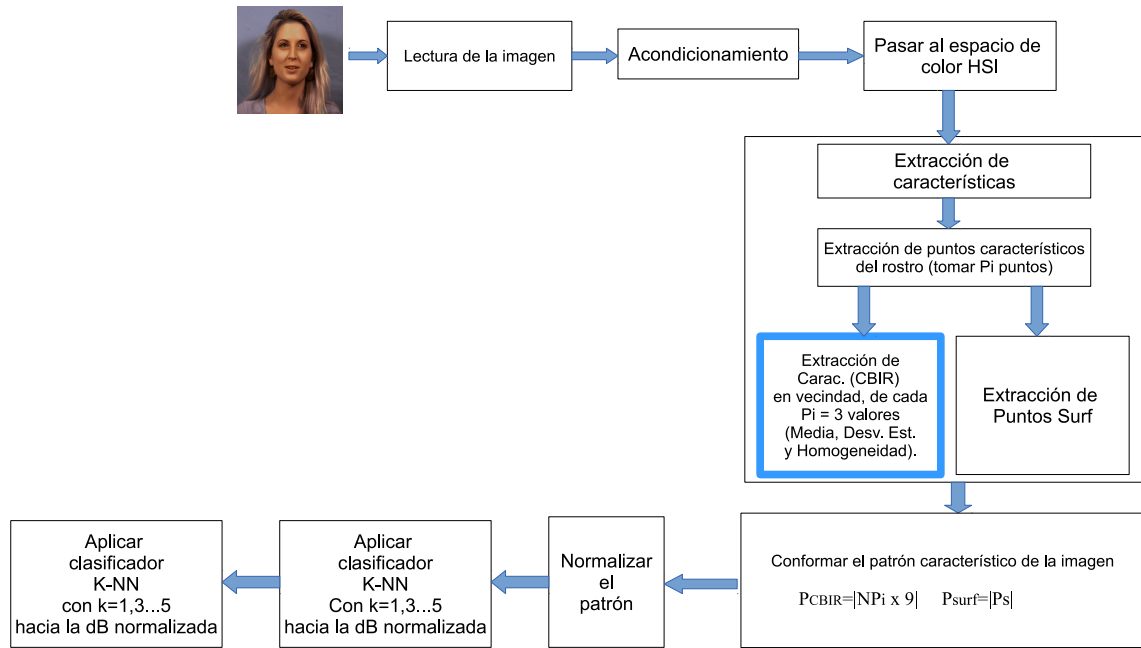 Lectura de la imagen
Acondicionamiento
Pasar al espacio de
color HSI
Extracción de
características
Extracción de puntos característicos
del rostro (tomar Pi puntos)
Extracción de
Carac. (CBIR)
en vecindad, de cada
Pi = 3 valores
(Media, Desv. Est.
y Homogeneidad).
Extracción de
Puntos Surf
Conformar el patrón característico de la imagen
PCBIR=|NPi x 9| Psurf=|Ps|
Normalizar
el
patrón
Aplicar
clasificador
K-NN
Con k=1,3...5
hacia la dB normalizada
Aplicar
clasificador
K-NN
con k=1,3...5
hacia la dB normalizada